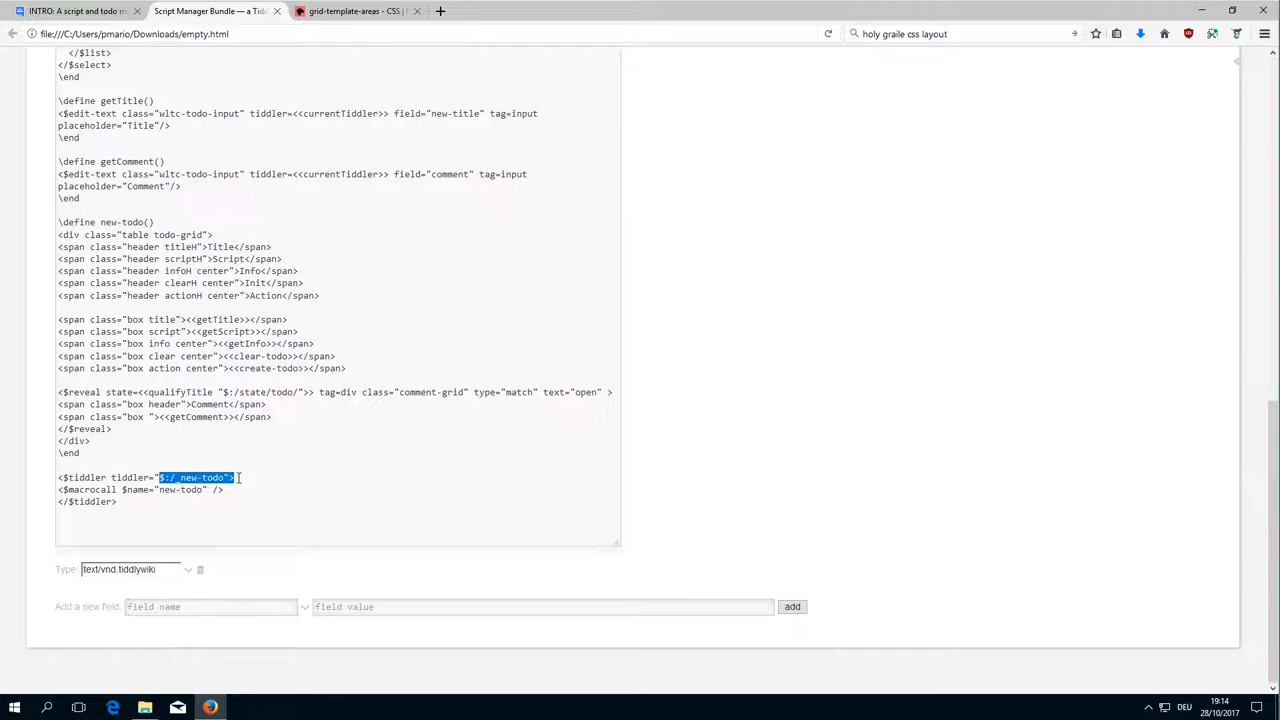 INTRO: A script and todo m
Script Manager Bundle — a Tid
grid-template-areas - CSS |
file:///C:/Users/pmario/Downloads/empty.html
holy graile css layout
</$list>
</$select>
\end
\define getTitle()
<$edit-text class="wltc-todo-input" tiddler=<<currentTiddler>> field="new-title" tag=input
placeholder="Title"/>
\end
\define getComment()
<$edit-text class="wltc-todo-input" tiddler=<<currentTiddler>> field="comment" tag=input
placeholder="Comment"/>
\end
\define new-todo()
<div class="table todo-grid">
<span class="header titleH">Title</span>
<span class="header scriptH">Script</span>
<span class="header infoH center">Info</span>
<span class="header clearH center">Init</span>
<span class="header actionH center">Action</span>
<span class="box title"><<getTitle>></span>
<span class="box script"><<getScript>></span>
<span class="box info center"><<getInfo>></span>
<span class="box clear center"><<clear-todo>></span>
<span class="box action center"><<create-todo>></span>
<$reveal state=<<qualifyTitle "$:/state/todo/">> tag=div class="comment-grid" type="match" text="open" >
<span class="box header">Comment</span>
<span class="box "><<getComment>></span>
</$reveal>
</div>
\end
<$tiddler tiddler="$:/_new-todo">
<$macrocall $name="new-todo" />
</$tiddler>
Type: text/vnd.tiddlywiki
Add a new field: field name field value add
19:14
DEU
28/10/2017